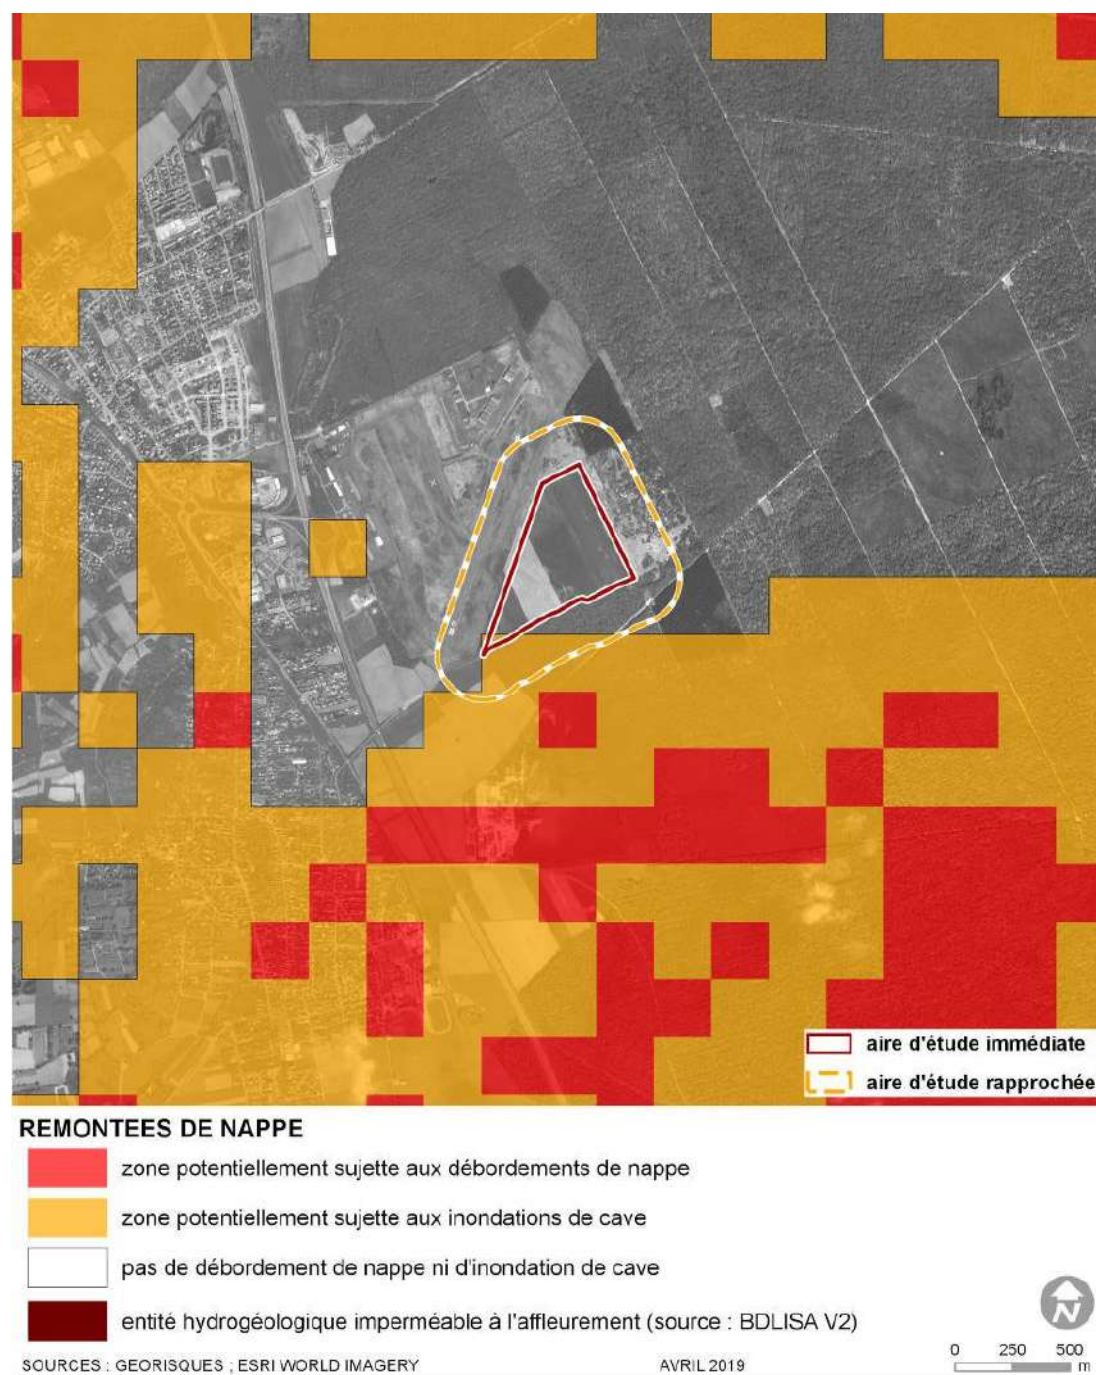 aire d'étude immédiate
aire d'étude rapprochée
REMONTEES DE NAPPE
zone potentiellement sujette aux débordements de nappe
zone potentiellement sujette aux inondations de cave
pas de débordement de nappe ni d'inondation de cave
entité hydrogéologique imperméable à l'affleurement (source : BDLISA V2)
N
0 250 500
m
SOURCES : GEORISQUES ; ESRI WORLD IMAGERY AVRIL 2019